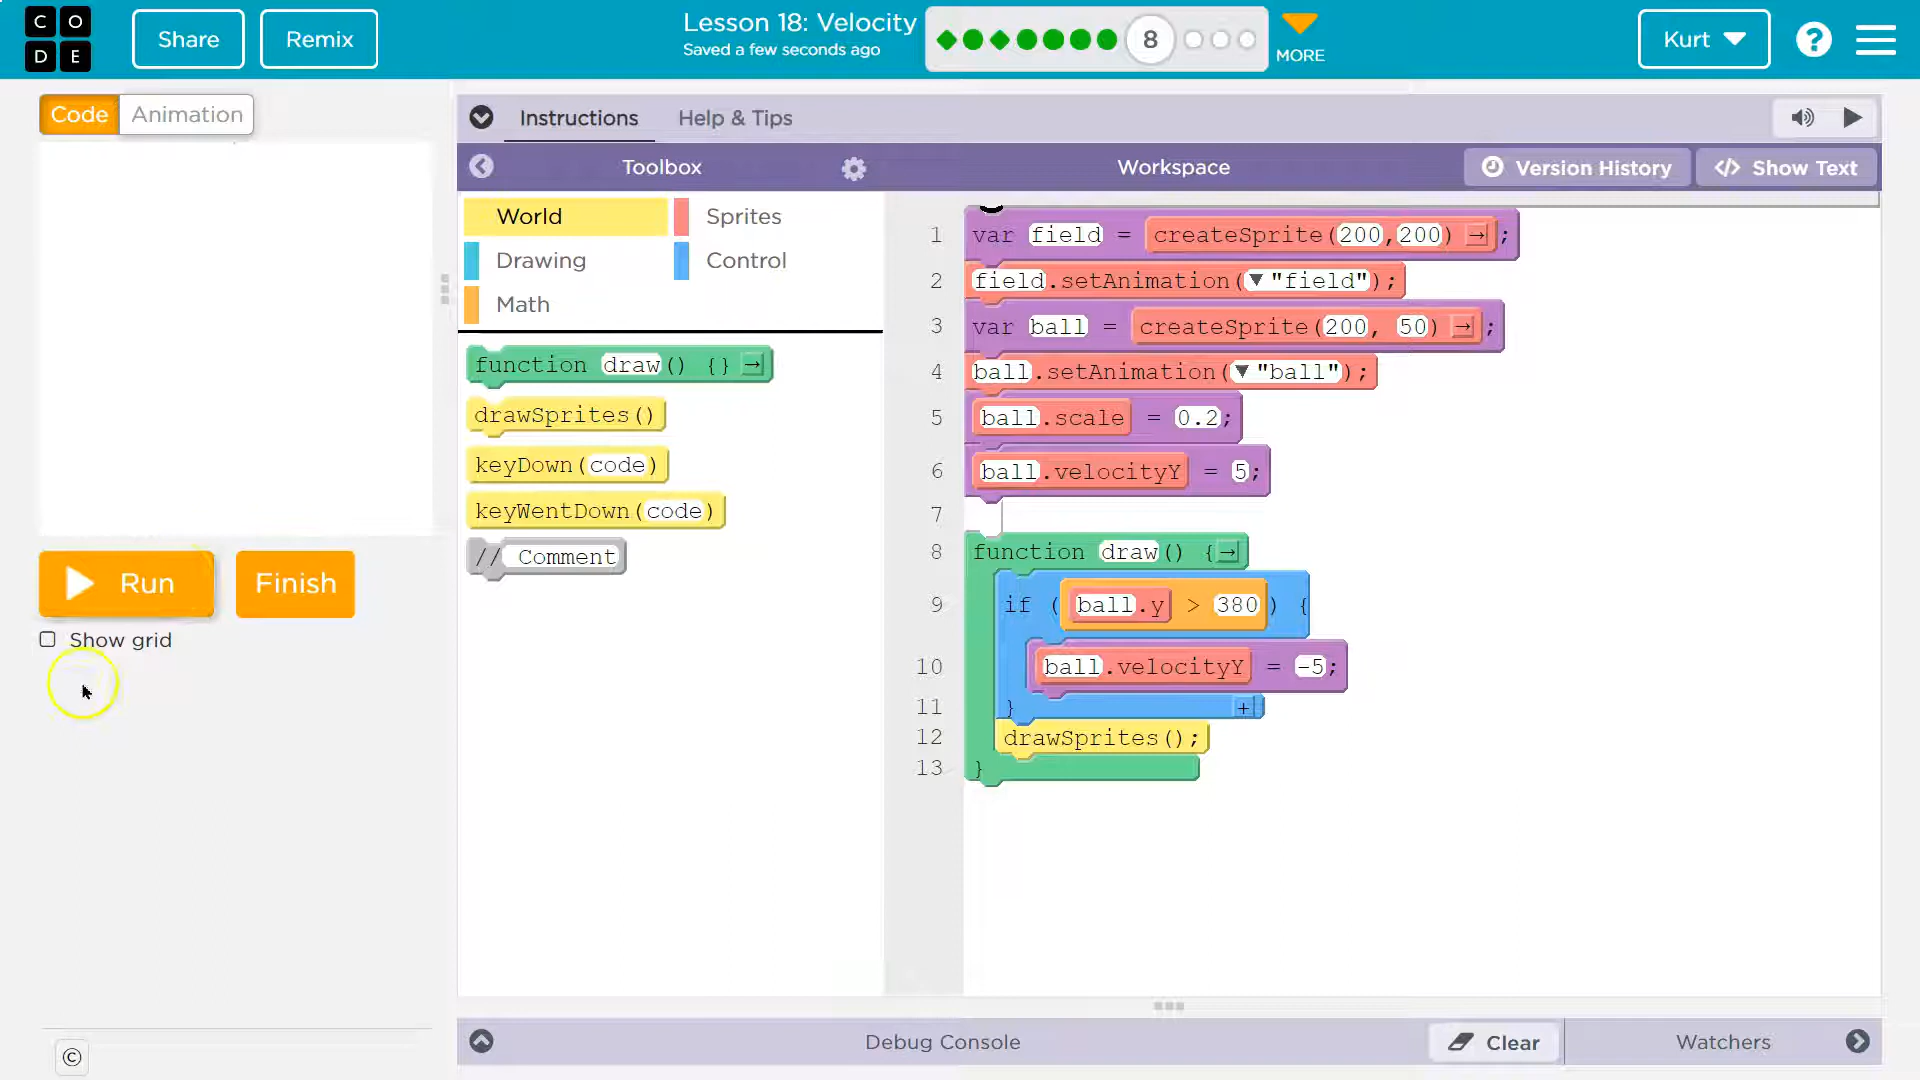 C O D E
Share
Remix
Lesson 18: Velocity
Saved a few seconds ago
8
MORE
Kurt
?
Code
Animation
Instructions
Help & Tips
Toolbox
Workspace
Version History
</> Show Text
World
Sprites
Drawing
Control
Math
function draw() {}
drawSprites()
keyDown(code)
keyWentDown(code)
// Comment
1 var field = createSprite(200,200) → ;
2 field.setAnimation(▼"field");
3 var ball = createSprite(200, 50) → ;
4 ball.setAnimation(▼"ball");
5 ball.scale = 0.2;
6 ball.velocityY = 5;
7
8 function draw() {→
9 if (ball.y > 380) {
10 ball.velocityY = -5;
11 } +
12 drawSprites();
13 }
Run
Finish
Show grid
©
Debug Console
Clear
Watchers